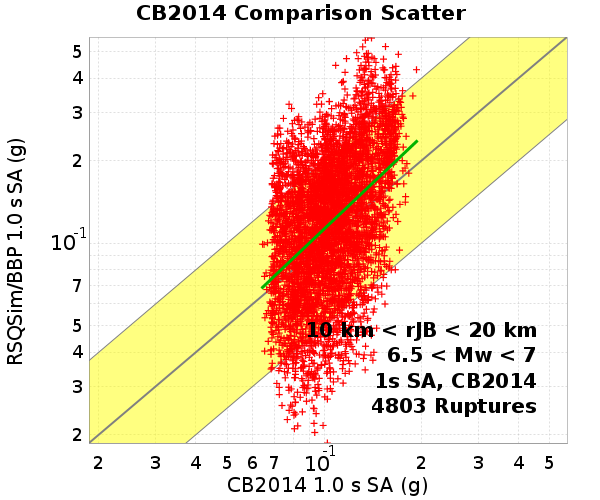 CB2014 Comparison Scatter
RSQSim/BBP 1.0 s SA (g)
5
4
3
2
10^-1
7
5
4
3
2
10 km < rJB < 20 km
6.5 < Mw < 7
1s SA, CB2014
4803 Ruptures
2 3 4 5 6 7 10^-1 2 3 4 5
CB2014 1.0 s SA (g)